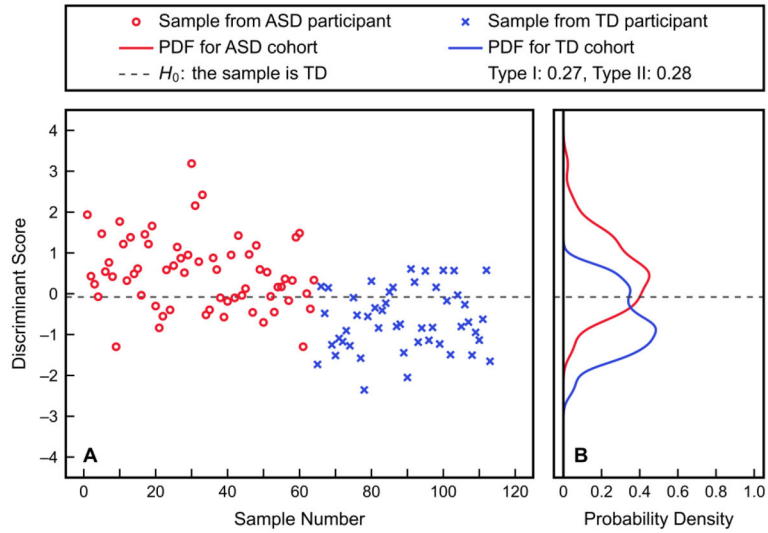 Sample from ASD participant
Sample from TD participant
PDF for ASD cohort
PDF for TD cohort
H₀: the sample is TD
Type I: 0.27, Type II: 0.28
Discriminant Score
4
3
2
1
0
–1
–2
–3
–4
A
0 20 40 60 80 100 120
Sample Number
B
0 0.2 0.4 0.6 0.8 1.0
Probability Density